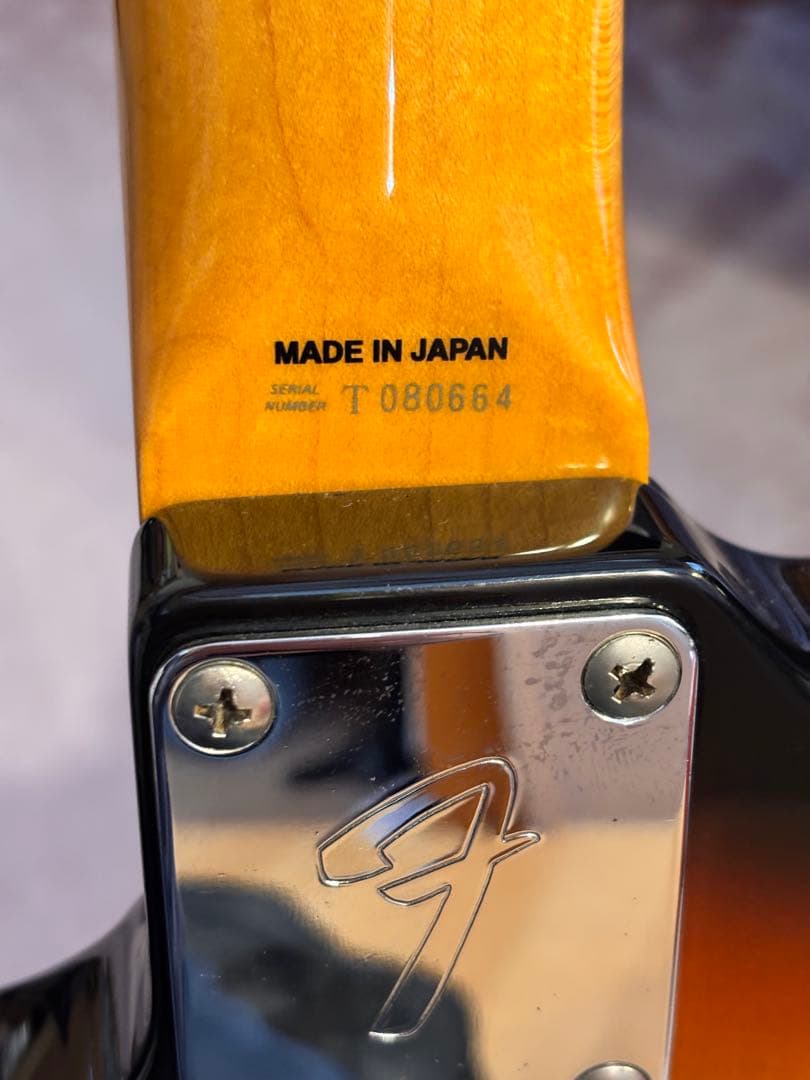 MADE IN JAPAN
SERIAL
NUMBER T 080664
F